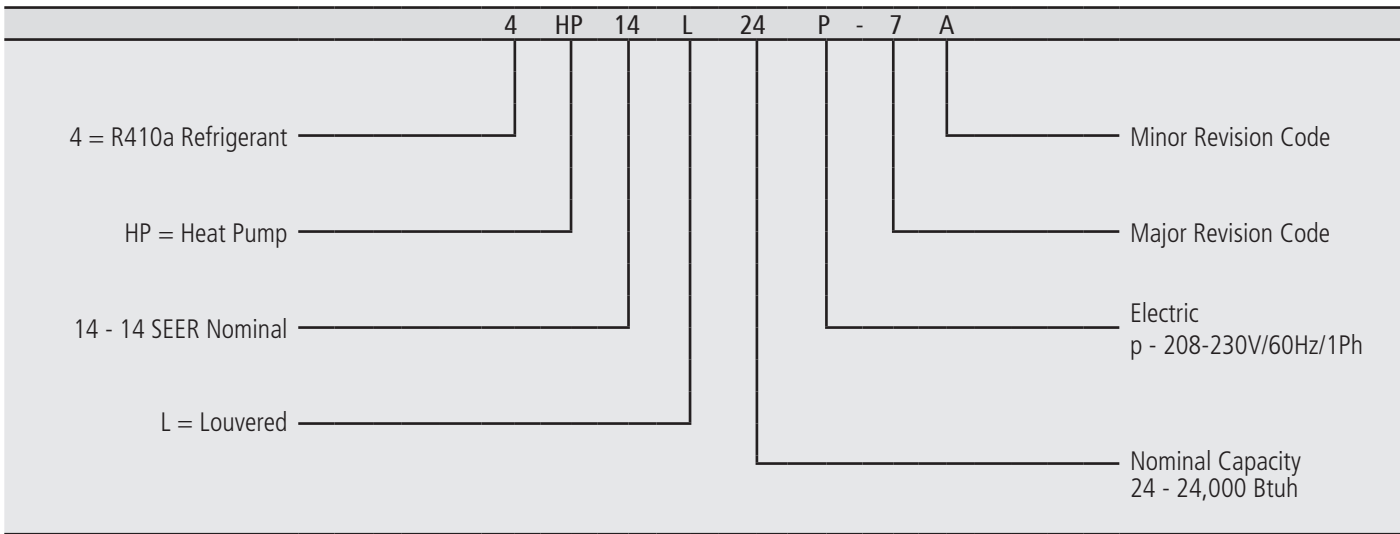 4 HP 14 L 24 P - 7 A
4 = R410a Refrigerant
HP = Heat Pump
14 - 14 SEER Nominal
L = Louvered
Minor Revision Code
Major Revision Code
Electric
p - 208-230V/60Hz/1Ph
Nominal Capacity
24 - 24,000 Btuh